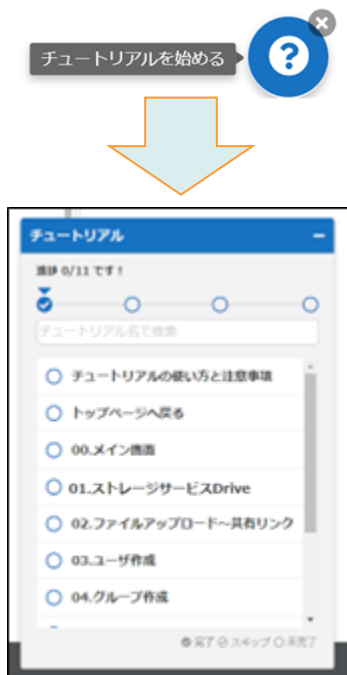 チュートリアルを始める
チュートリアル
進捗 0/11 です！
チュートリアル名で検索
チュートリアルの使い方と注意事項
トップページへ戻る
00.メイン画面
01.ストレージサービスDrive
02.ファイルアップロード～共有リンク
03.ユーザ作成
04.グループ作成
完了 スキップ 未完了